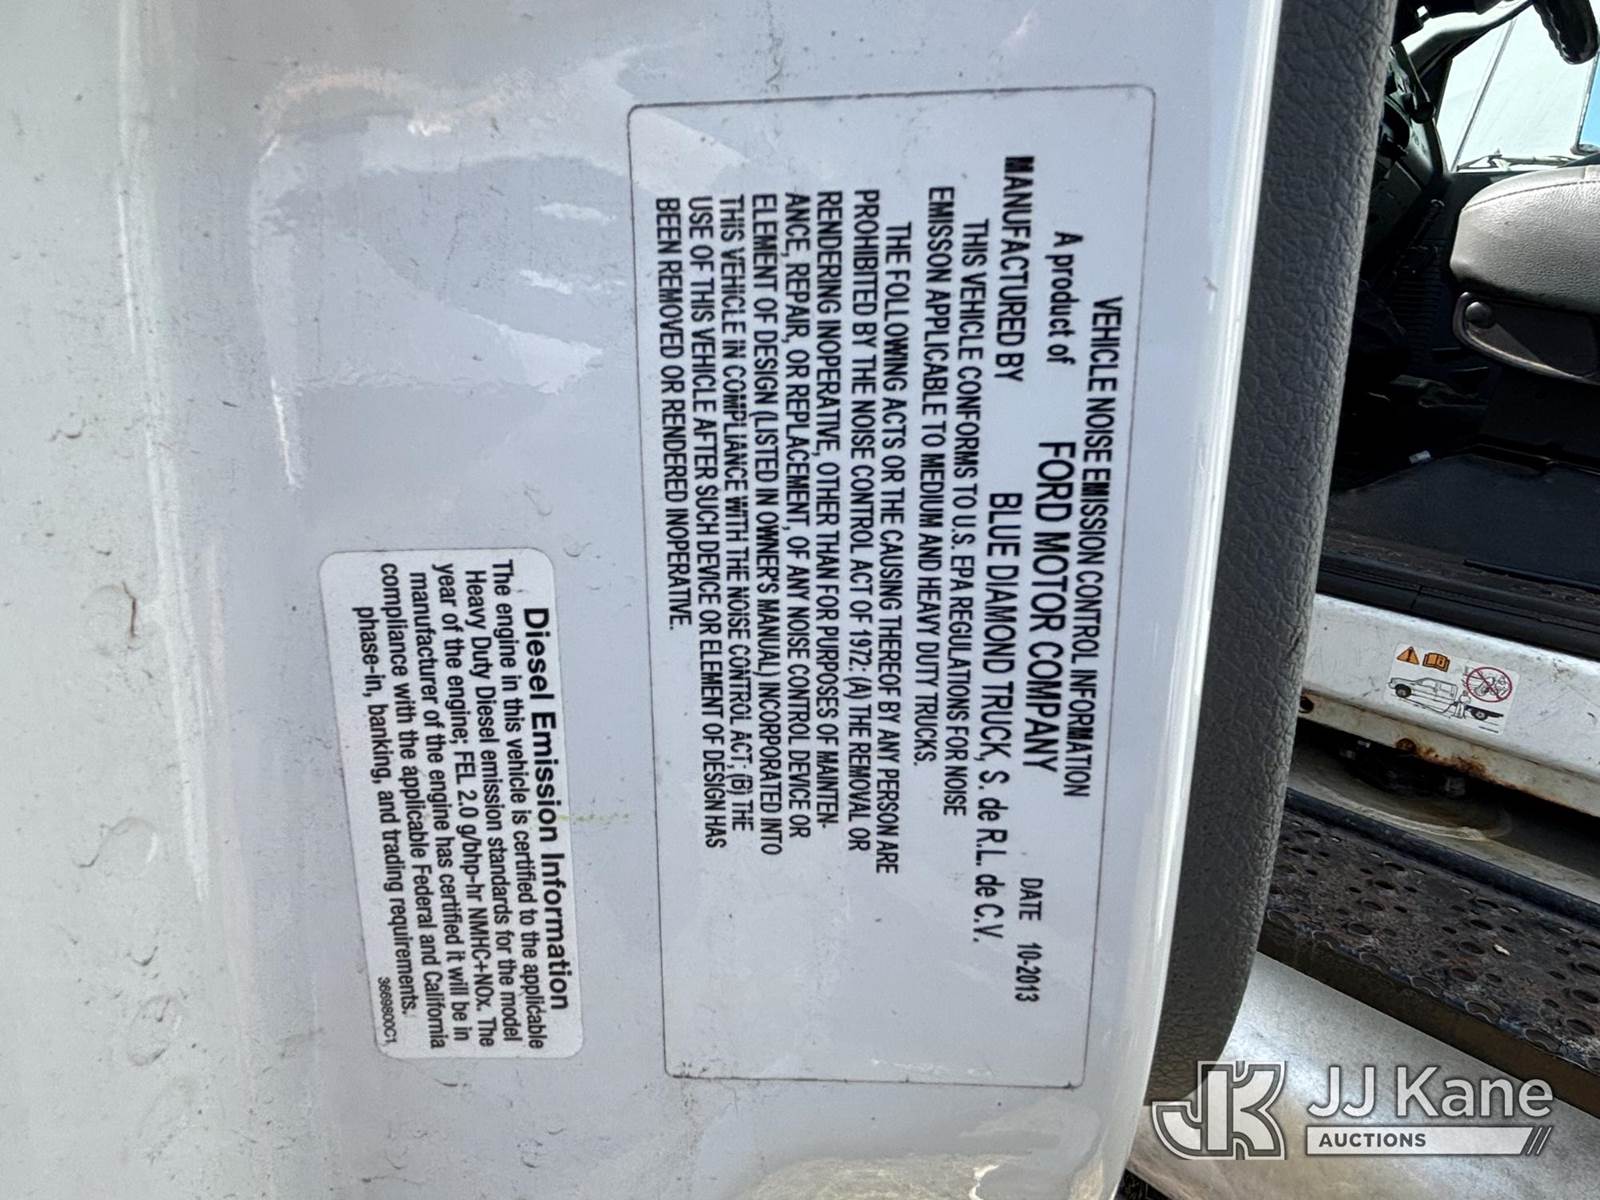 VEHICLE NOISE EMISSION CONTROL INFORMATION
A product of FORD MOTOR COMPANY
DATE 10-2013
MANUFACTURED BY BLUE DIAMOND TRUCK, S. de R.L. de C.V.
THIS VEHICLE CONFORMS TO U.S. EPA REGULATIONS FOR NOISE
EMISSON APPLICABLE TO MEDIUM AND HEAVY DUTY TRUCKS.
THE FOLLOWING ACTS OR THE CAUSING THEREOF BY ANY PERSON ARE
PROHIBITED BY THE NOISE CONTROL ACT OF 1972: (A) THE REMOVAL OR
RENDERING INOPERATIVE, OTHER THAN FOR PURPOSES OF MAINTEN-
ANCE, REPAIR, OR REPLACEMENT, OF ANY NOISE CONTROL DEVICE OR
ELEMENT OF DESIGN (LISTED IN OWNER'S MANUAL) INCORPORATED INTO
THIS VEHICLE IN COMPLIANCE WITH THE NOISE CONTROL ACT; (B) THE
USE OF THIS VEHICLE AFTER SUCH DEVICE OR ELEMENT OF DESIGN HAS
BEEN REMOVED OR RENDERED INOPERATIVE.
Diesel Emission Information
The engine in this vehicle is certified to the applicable
Heavy Duty Diesel emission standards for the model
year of the engine; FEL 2.0 g/bhp-hr NMHC+NOx. The
manufacturer of the engine has certified it will be in
compliance with the applicable Federal and California
phase-in, banking, and trading requirements.
3669800C1
JK
JJ Kane
AUCTIONS